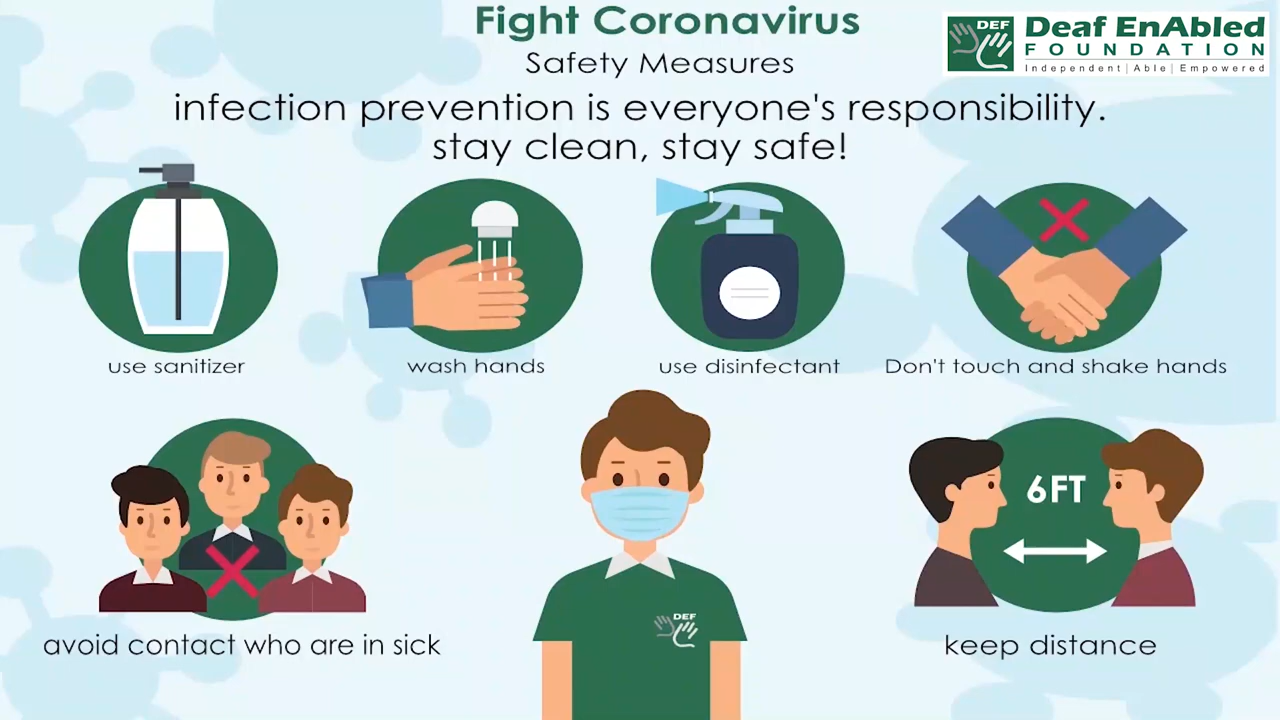 Fight Coronavirus
Safety Measures
DEF
Deaf EnAbled
FOUNDATION
Independent | Able | Empowered
infection prevention is everyone's responsibility.
stay clean, stay safe!
use sanitizer
wash hands
use disinfectant
Don't touch and shake hands
6FT
DEF
avoid contact who are in sick
keep distance